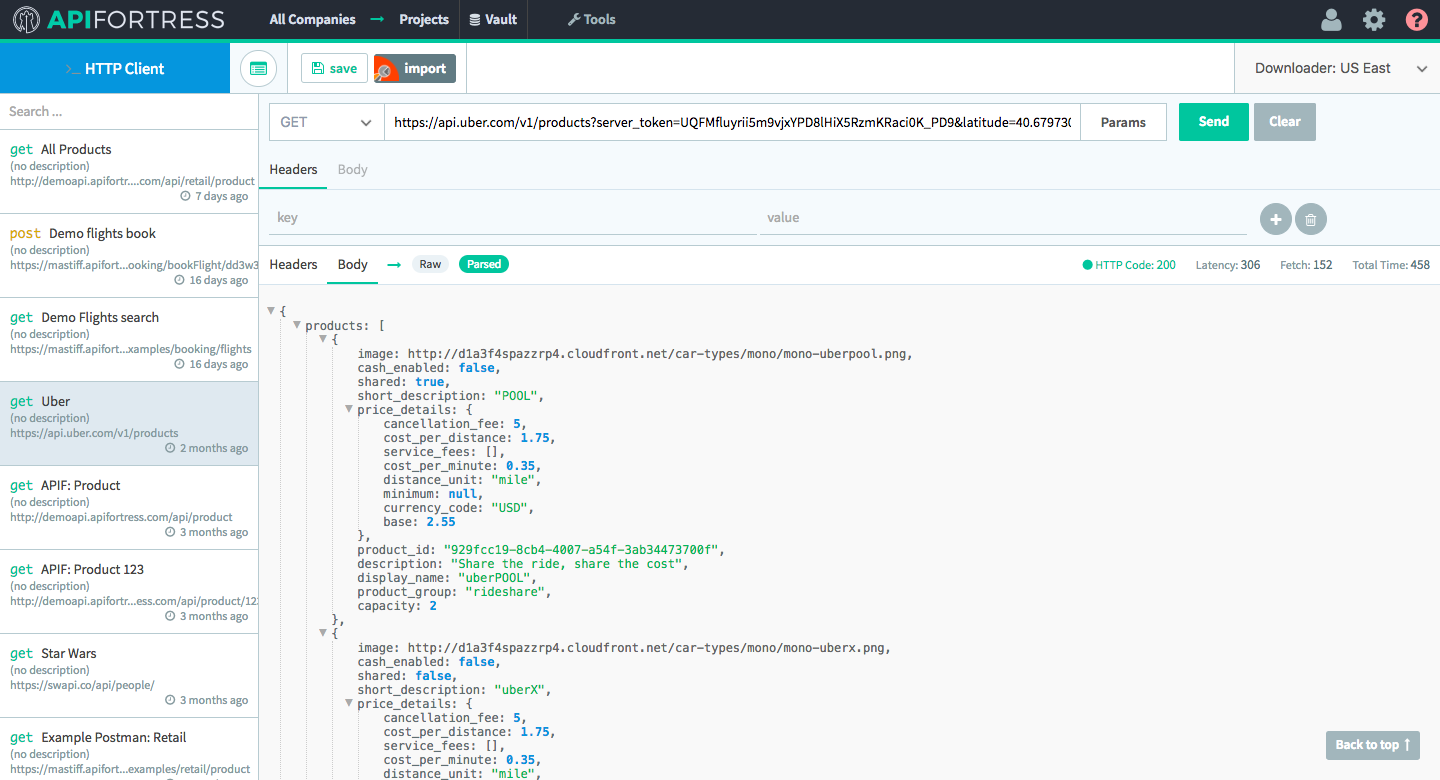 APIFORTRESS All Companies → Projects Vault Tools
>_ HTTP Client save import Downloader: US East
Search ...
GET https://api.uber.com/v1/products?server_token=UQFMfluyrii5m9vjxYPD8lHiX5RzmKRaci0K_PD9&latitude=40.679730 Params Send Clear
get All Products
(no description)
http://demoapi.apifortr....com/api/retail/product
7 days ago
post Demo flights book
(no description)
https://mastiff.apifort...ooking/bookFlight/dd3w3
16 days ago
get Demo Flights search
(no description)
https://mastiff.apifort...xamples/booking/flights
16 days ago
get Uber
(no description)
https://api.uber.com/v1/products
2 months ago
get APIF: Product
(no description)
http://demoapi.apifortress.com/api/product
3 months ago
get APIF: Product 123
(no description)
http://demoapi.apifortr...ess.com/api/product/123
3 months ago
get Star Wars
(no description)
https://swapi.co/api/people/
3 months ago
get Example Postman: Retail
(no description)
https://mastiff.apifort...examples/retail/product
Headers Body
key value
Headers Body → Raw Parsed HTTP Code: 200 Latency: 306 Fetch: 152 Total Time: 458
{
products: [
{
image: http://d1a3f4spazzrp4.cloudfront.net/car-types/mono/mono-uberpool.png,
cash_enabled: false,
shared: true,
short_description: "POOL",
price_details: {
cancellation_fee: 5,
cost_per_distance: 1.75,
service_fees: [],
cost_per_minute: 0.35,
distance_unit: "mile",
minimum: null,
currency_code: "USD",
base: 2.55
},
product_id: "929fcc19-8cb4-4007-a54f-3ab34473700f",
description: "Share the ride, share the cost",
display_name: "uberPOOL",
product_group: "rideshare",
capacity: 2
},
{
image: http://d1a3f4spazzrp4.cloudfront.net/car-types/mono/mono-uberx.png,
cash_enabled: false,
shared: false,
short_description: "uberX",
price_details: {
cancellation_fee: 5,
cost_per_distance: 1.75,
service_fees: [],
cost_per_minute: 0.35,
distance_unit: "mile",
Back to top ↑